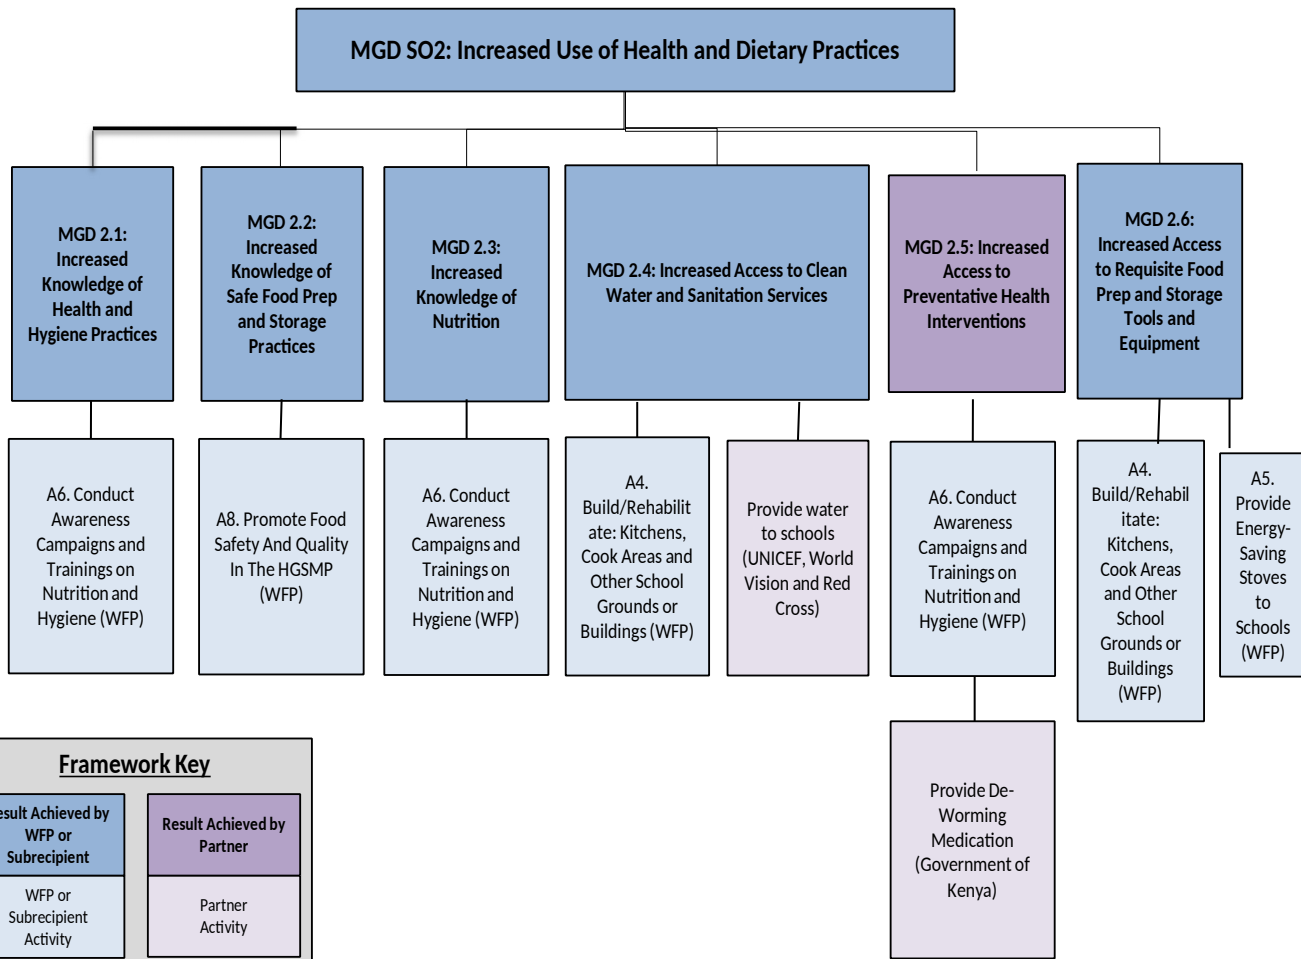 MGD SO2: Increased Use of Health and Dietary Practices
MGD 2.1:
Increased
Knowledge of
Health and
Hygiene Practices
MGD 2.2:
Increased
Knowledge of
Safe Food Prep
and Storage
Practices
MGD 2.3:
Increased
Knowledge of
Nutrition
MGD 2.4: Increased Access to Clean
Water and Sanitation Services
MGD 2.5: Increased
Access to
Preventative Health
Interventions
MGD 2.6:
Increased Access
to Requisite Food
Prep and Storage
Tools and
Equipment
A6. Conduct
Awareness
Campaigns and
Trainings on
Nutrition and
Hygiene (WFP)
A8. Promote Food
Safety And Quality
In The HGSMP
(WFP)
A6. Conduct
Awareness
Campaigns and
Trainings on
Nutrition and
Hygiene (WFP)
A4.
Build/Rehabilit
ate: Kitchens,
Cook Areas and
Other School
Grounds or
Buildings (WFP)
Provide water
to schools
(UNICEF, World
Vision and Red
Cross)
A6. Conduct
Awareness
Campaigns and
Trainings on
Nutrition and
Hygiene (WFP)
A4.
Build/Rehabil
itate:
Kitchens,
Cook Areas
and Other
School
Grounds or
Buildings
(WFP)
A5.
Provide
Energy-
Saving
Stoves
to
Schools
(WFP)
Provide De-
Worming
Medication
(Government of
Kenya)
Framework Key
esult Achieved by
WFP or
Subrecipient
Result Achieved by
Partner
WFP or
Subrecipient
Activity
Partner
Activity